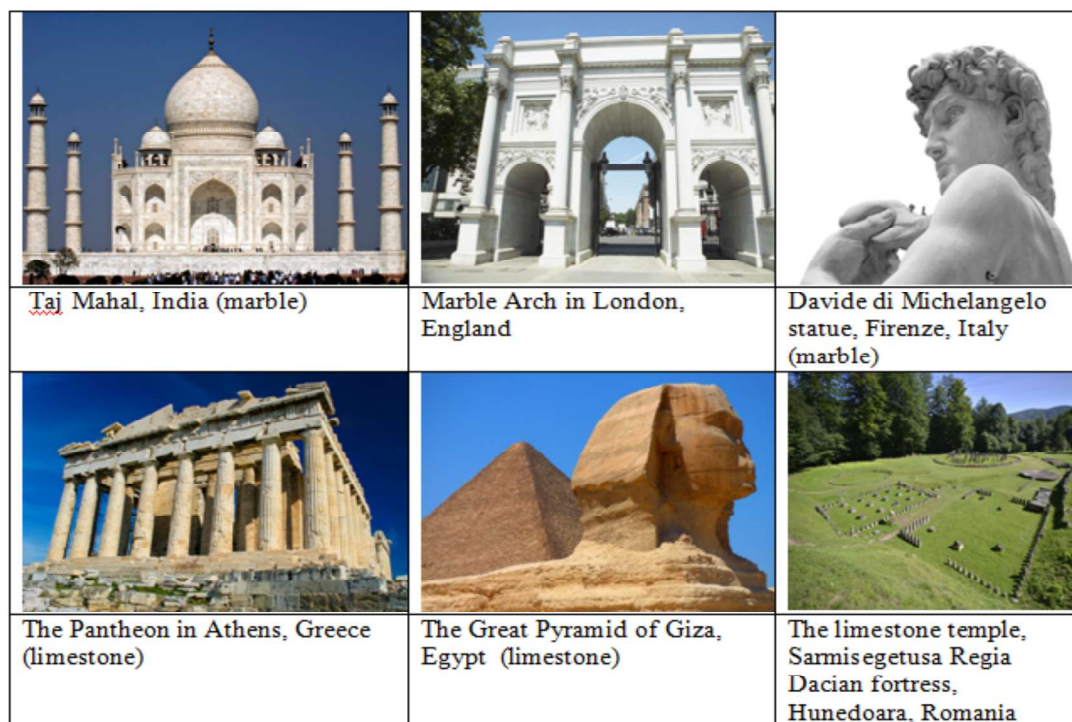 Taj Mahal, India (marble)
Marble Arch in London,
England
Davide di Michelangelo
statue, Firenze, Italy
(marble)
The Pantheon in Athens, Greece
(limestone)
The Great Pyramid of Giza,
Egypt (limestone)
The limestone temple,
Sarmisegetusa Regia
Dacian fortress,
Hunedoara, Romania